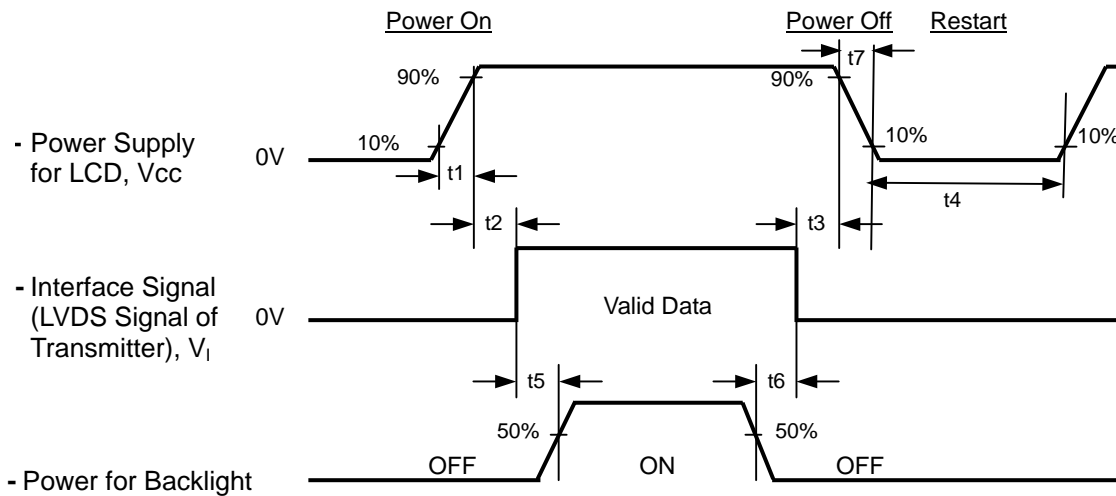 Power On
Power Off
Restart
t7
90%
90%
- Power Supply
for LCD, Vcc
0V
10%
10%
10%
t1
t4
t2
t3
- Interface Signal
(LVDS Signal of
Transmitter), VI
0V
Valid Data
t5
t6
50%
50%
- Power for Backlight
OFF
ON
OFF